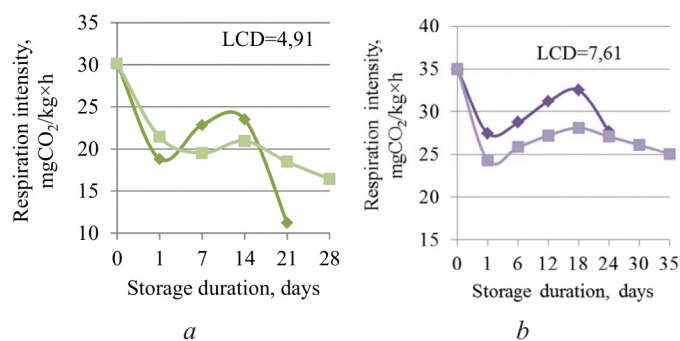 Respiration intensity,
mgCO₂/kg×h
35
30
25
20
15
10
LCD=4,91
0 1 7 14 21 28
Storage duration, days
a
Respiration intensity,
mgCO₂/kg×h
40
35
30
25
20
15
LCD=7,61
0 1 6 12 18 24 30 35
Storage duration, days
b